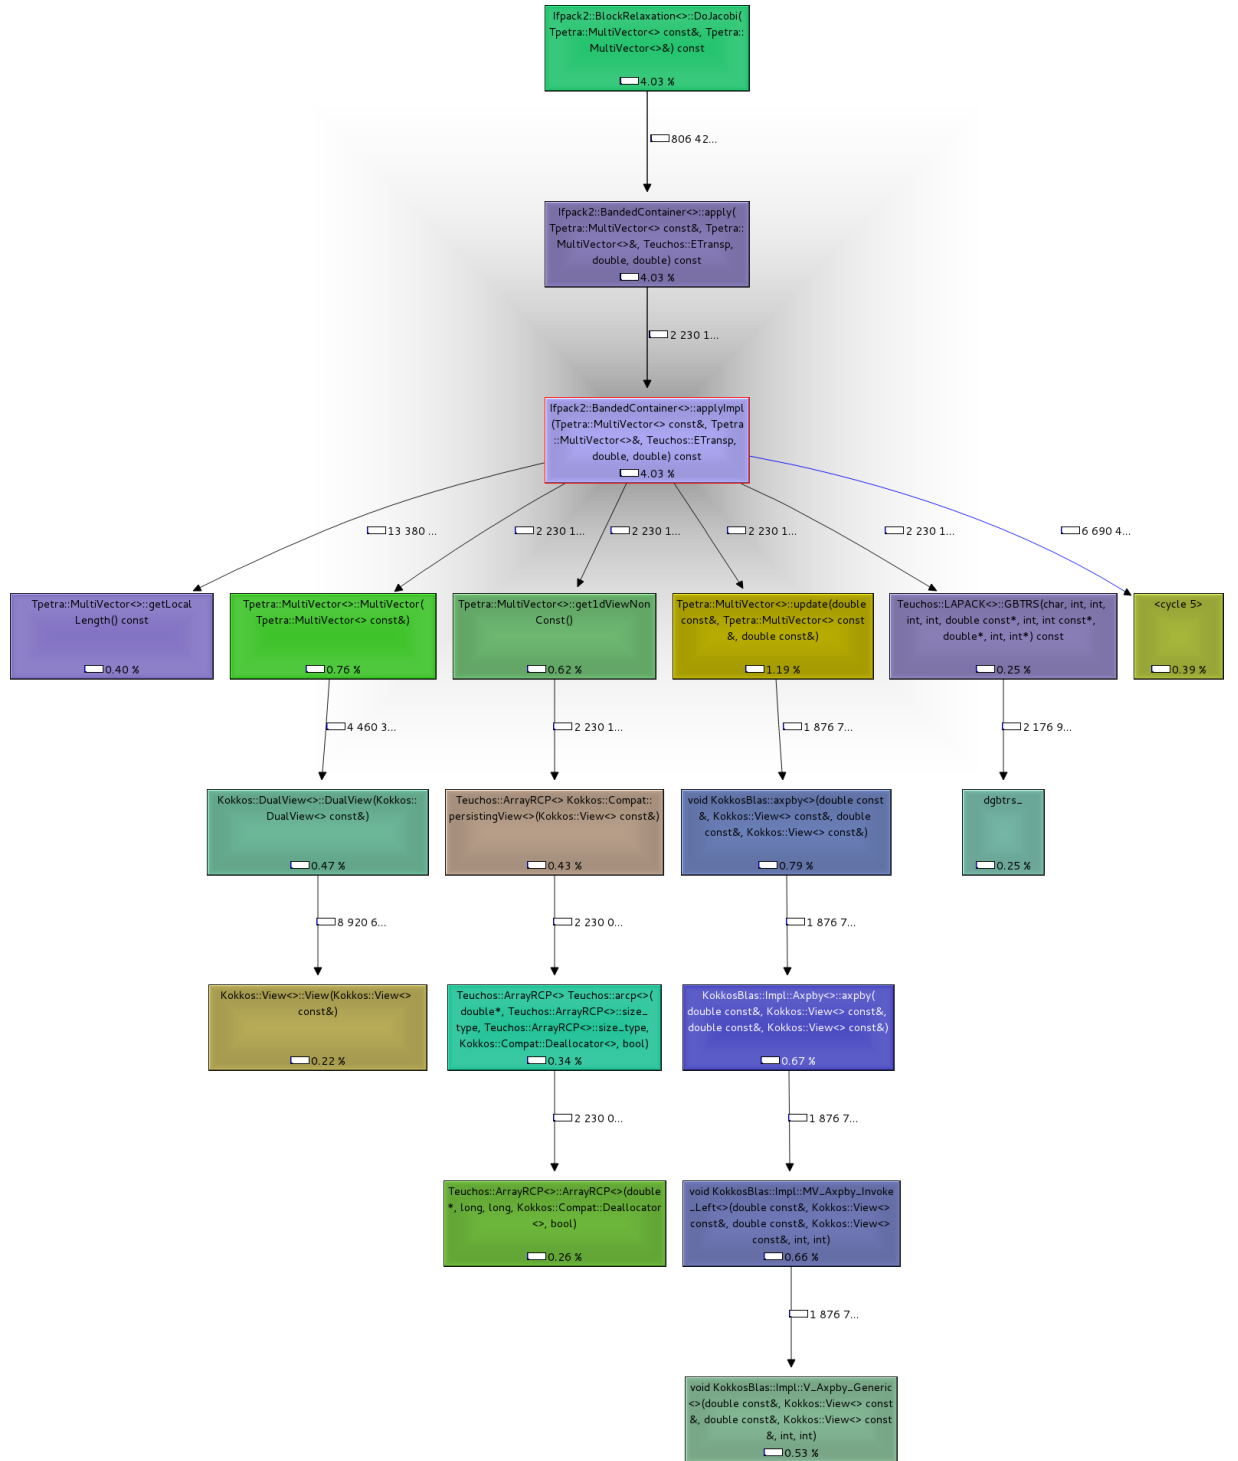 Ifpack2::BlockRelaxation<>::DoJacobi(
Tpetra::MultiVector<> const&, Tpetra::
MultiVector<>&) const
4.03 %
806 42...
Ifpack2::BandedContainer<>::apply(
Tpetra::MultiVector<> const&, Tpetra::
MultiVector<>&, Teuchos::ETransp,
double, double) const
4.03 %
2 230 1...
Ifpack2::BandedContainer<>::applyImpl
(Tpetra::MultiVector<> const&, Tpetra
::MultiVector<>&, Teuchos::ETransp,
double, double) const
4.03 %
13 380 ...
2 230 1...
2 230 1...
2 230 1...
2 230 1...
6 690 4...
Tpetra::MultiVector<>::getLocal
Length() const
0.40 %
Tpetra::MultiVector<>::MultiVector(
Tpetra::MultiVector<> const&)
0.76 %
Tpetra::MultiVector<>::get1dViewNon
Const()
0.62 %
Tpetra::MultiVector<>::update(double
const&, Tpetra::MultiVector<> const
&, double const&)
1.19 %
Teuchos::LAPACK<>::GBTRS(char, int, int,
int, int, double const*, int, int const*,
double*, int, int*) const
0.25 %
<cycle 5>
0.39 %
4 460 3...
2 230 1...
1 876 7...
2 176 9...
Kokkos::DualView<>::DualView(Kokkos::
DualView<> const&)
0.47 %
Teuchos::ArrayRCP<> Kokkos::Compat::
persistingView<>(Kokkos::View<> const&)
0.43 %
void KokkosBlas::axpby<>(double const
&, Kokkos::View<> const&, double
const&, Kokkos::View<> const&)
0.79 %
dgbtrs_
0.25 %
8 920 6...
2 230 0...
1 876 7...
Kokkos::View<>::View(Kokkos::View<>
const&)
0.22 %
Teuchos::ArrayRCP<> Teuchos::arcp<>(
double*, Teuchos::ArrayRCP<>::size_
type, Teuchos::ArrayRCP<>::size_type,
Kokkos::Compat::Deallocator<>, bool)
0.34 %
KokkosBlas::Impl::Axpby<>::axpby(
double const&, Kokkos::View<> const&,
double const&, Kokkos::View<> const&)
0.67 %
2 230 0...
1 876 7...
Teuchos::ArrayRCP<>::ArrayRCP<>(double
*, long, long, Kokkos::Compat::Deallocator
<>, bool)
0.26 %
void KokkosBlas::Impl::MV_Axpby_Invoke
_Left<>(double const&, Kokkos::View<>
const&, double const&, Kokkos::View<>
const&, int, int)
0.66 %
1 876 7...
void KokkosBlas::Impl::V_Axpby_Generic
<>(double const&, Kokkos::View<> const
&, double const&, Kokkos::View<> const
&, int, int)
0.53 %